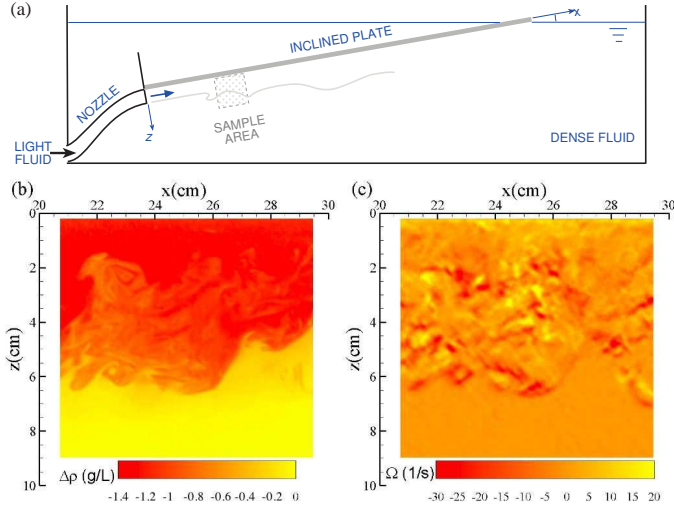 (a)
x
INCLINED PLATE
NOZZLE
z
SAMPLE
AREA
LIGHT
FLUID
DENSE FLUID
(b)
x(cm)
20 22 24 26 28 30
0
2
4
6
8
10
z(cm)
Δρ (g/L)
-1.4 -1.2 -1 -0.8 -0.6 -0.4 -0.2 0
(c)
x(cm)
20 22 24 26 28 30
0
2
4
6
8
10
z(cm)
Ω (1/s)
-30 -25 -20 -15 -10 -5 0 5 10 15 20